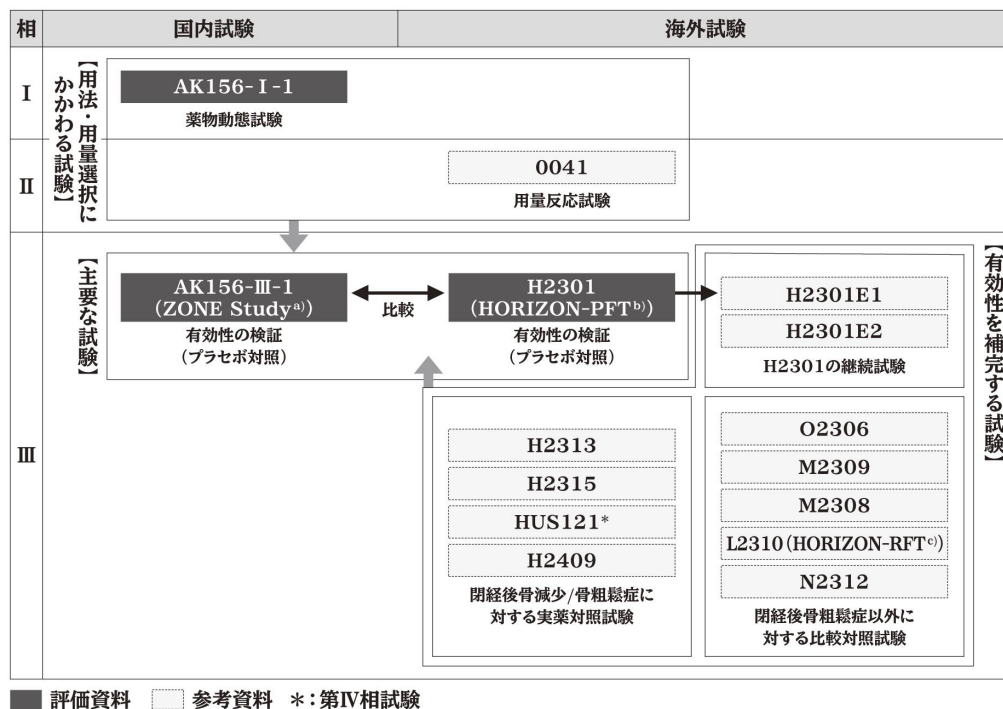 相
国内試験
海外試験
Ⅰ
Ⅱ
Ⅲ
【用法・用量選択に
かかわる試験】
AK156-Ⅰ-1
薬物動態試験
0041
用量反応試験
【主要な試験】
AK156-Ⅲ-1
(ZONE Studyᵃ⁾)
有効性の検証
(プラセボ対照)
比較
H2301
(HORIZON-PFTᵇ⁾)
有効性の検証
(プラセボ対照)
【有効性を補完する試験】
H2301E1
H2301E2
H2301の継続試験
H2313
H2315
HUS121*
H2409
閉経後骨減少/骨粗鬆症に
対する実薬対照試験
O2306
M2309
M2308
L2310(HORIZON-RFTᶜ⁾)
N2312
閉経後骨粗鬆症以外に
対する比較対照試験
評価資料 参考資料 *:第Ⅳ相試験